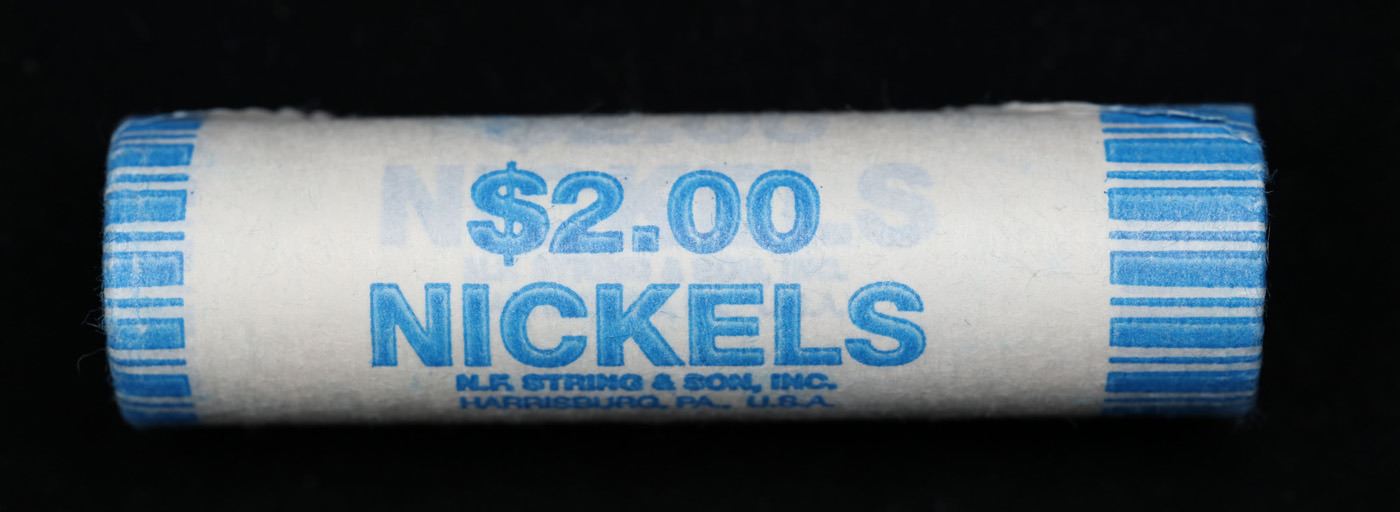 $2.00
NICKELS
N.F. STRING & SON, INC.
HARRISBURG, PA., U.S.A.